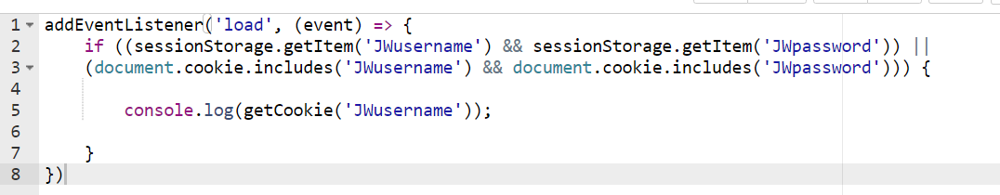 1 addEventListener('load', (event) => {
2 if ((sessionStorage.getItem('JWusername') && sessionStorage.getItem('JWpassword')) ||
3 (document.cookie.includes('JWusername') && document.cookie.includes('JWpassword'))) {
4
5 console.log(getCookie('JWusername'));
6
7 }
8 })